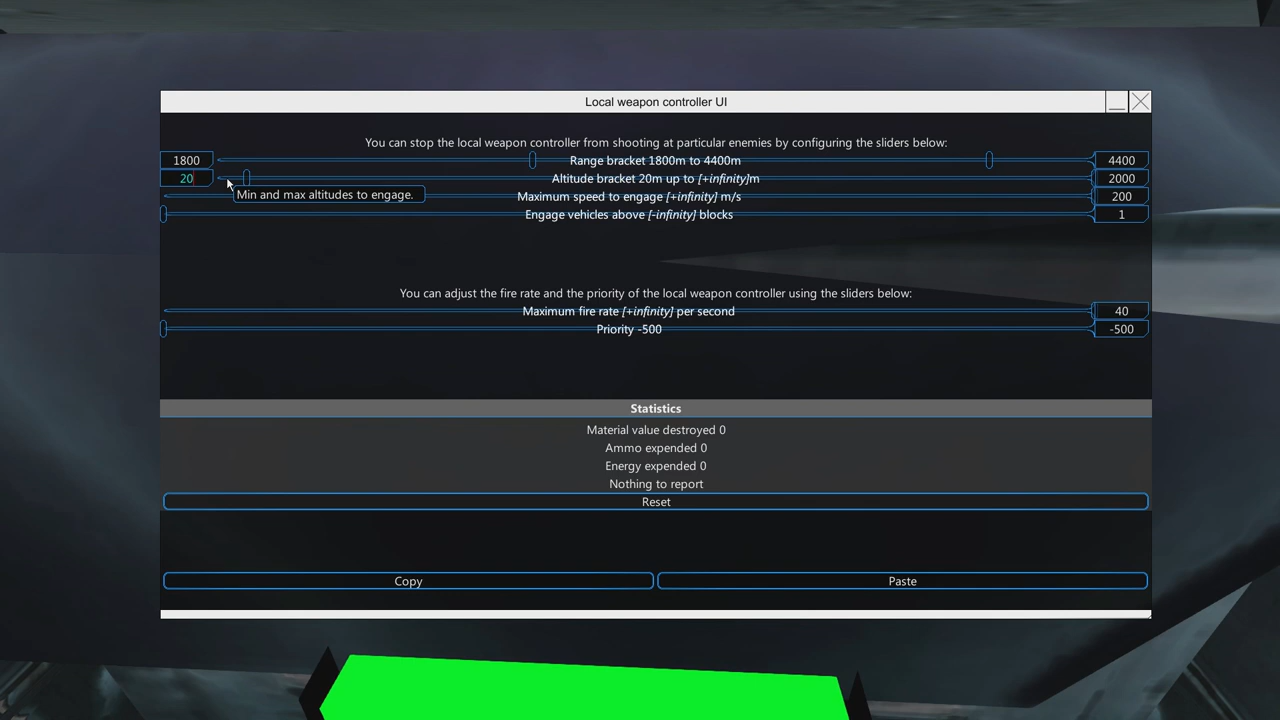 Local weapon controller UI
You can stop the local weapon controller from shooting at particular enemies by configuring the sliders below:
1800 Range bracket 1800m to 4400m 4400
20 Altitude bracket 20m up to [+infinity]m 2000
Min and max altitudes to engage.
Maximum speed to engage [+infinity] m/s 200
Engage vehicles above [-infinity] blocks 1
You can adjust the fire rate and the priority of the local weapon controller using the sliders below:
Maximum fire rate [+infinity] per second 40
Priority -500 -500
Statistics
Material value destroyed 0
Ammo expended 0
Energy expended 0
Nothing to report
Reset
Copy Paste